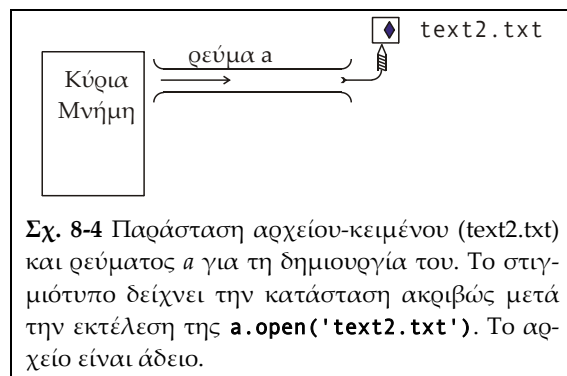 text2.txt
ρεύμα a
Κύρια
Μνήμη
Σχ. 8-4 Παράσταση αρχείου-κειμένου (text2.txt)
και ρεύματος a για τη δημιουργία του. Το στιγ-
μιότυπο δείχνει την κατάσταση ακριβώς μετά
την εκτέλεση της a.open('text2.txt'). Το αρ-
χείο είναι άδειο.